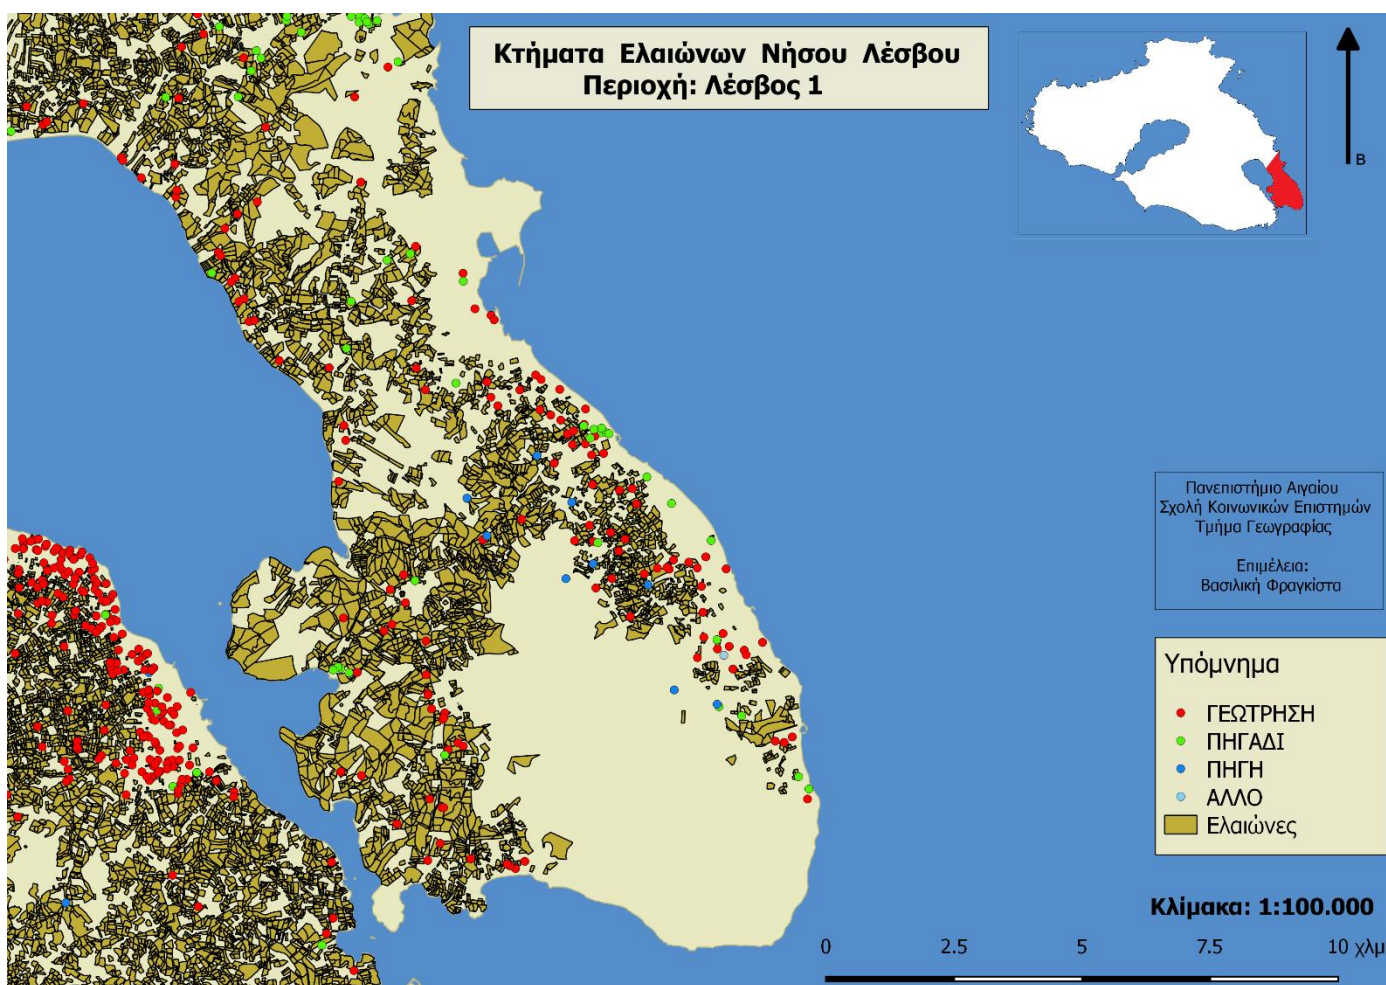 Κτήματα Ελαιώνων Νήσου Λέσβου
Περιοχή: Λέσβος 1
Β
Πανεπιστήμιο Αιγαίου
Σχολή Κοινωνικών Επιστημών
Τμήμα Γεωγραφίας
Επιμέλεια:
Βασιλική Φραγκίστα
Υπόμνημα
ΓΕΩΤΡΗΣΗ
ΠΗΓΑΔΙ
ΠΗΓΗ
ΑΛΛΟ
Ελαιώνες
Κλίμακα: 1:100.000
0 2.5 5 7.5 10 χλμ